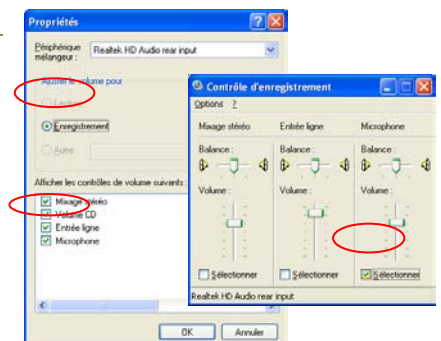 Propriétés
Périphérique
mélangeur :
Realtek HD Audio rear input
Ajuster le volume pour
Lecture
Enregistrement
Autre
Afficher les contrôles de volume suivants :
Mixage stéréo
Volume CD
Entrée ligne
Microphone
OK Annuler
Contrôle d'enregistrement
Options ?
Mixage stéréo Entrée ligne Microphone
Balance : Balance : Balance :
Volume : Volume : Volume :
Sélectionner Sélectionner Sélectionner
Realtek HD Audio rear input